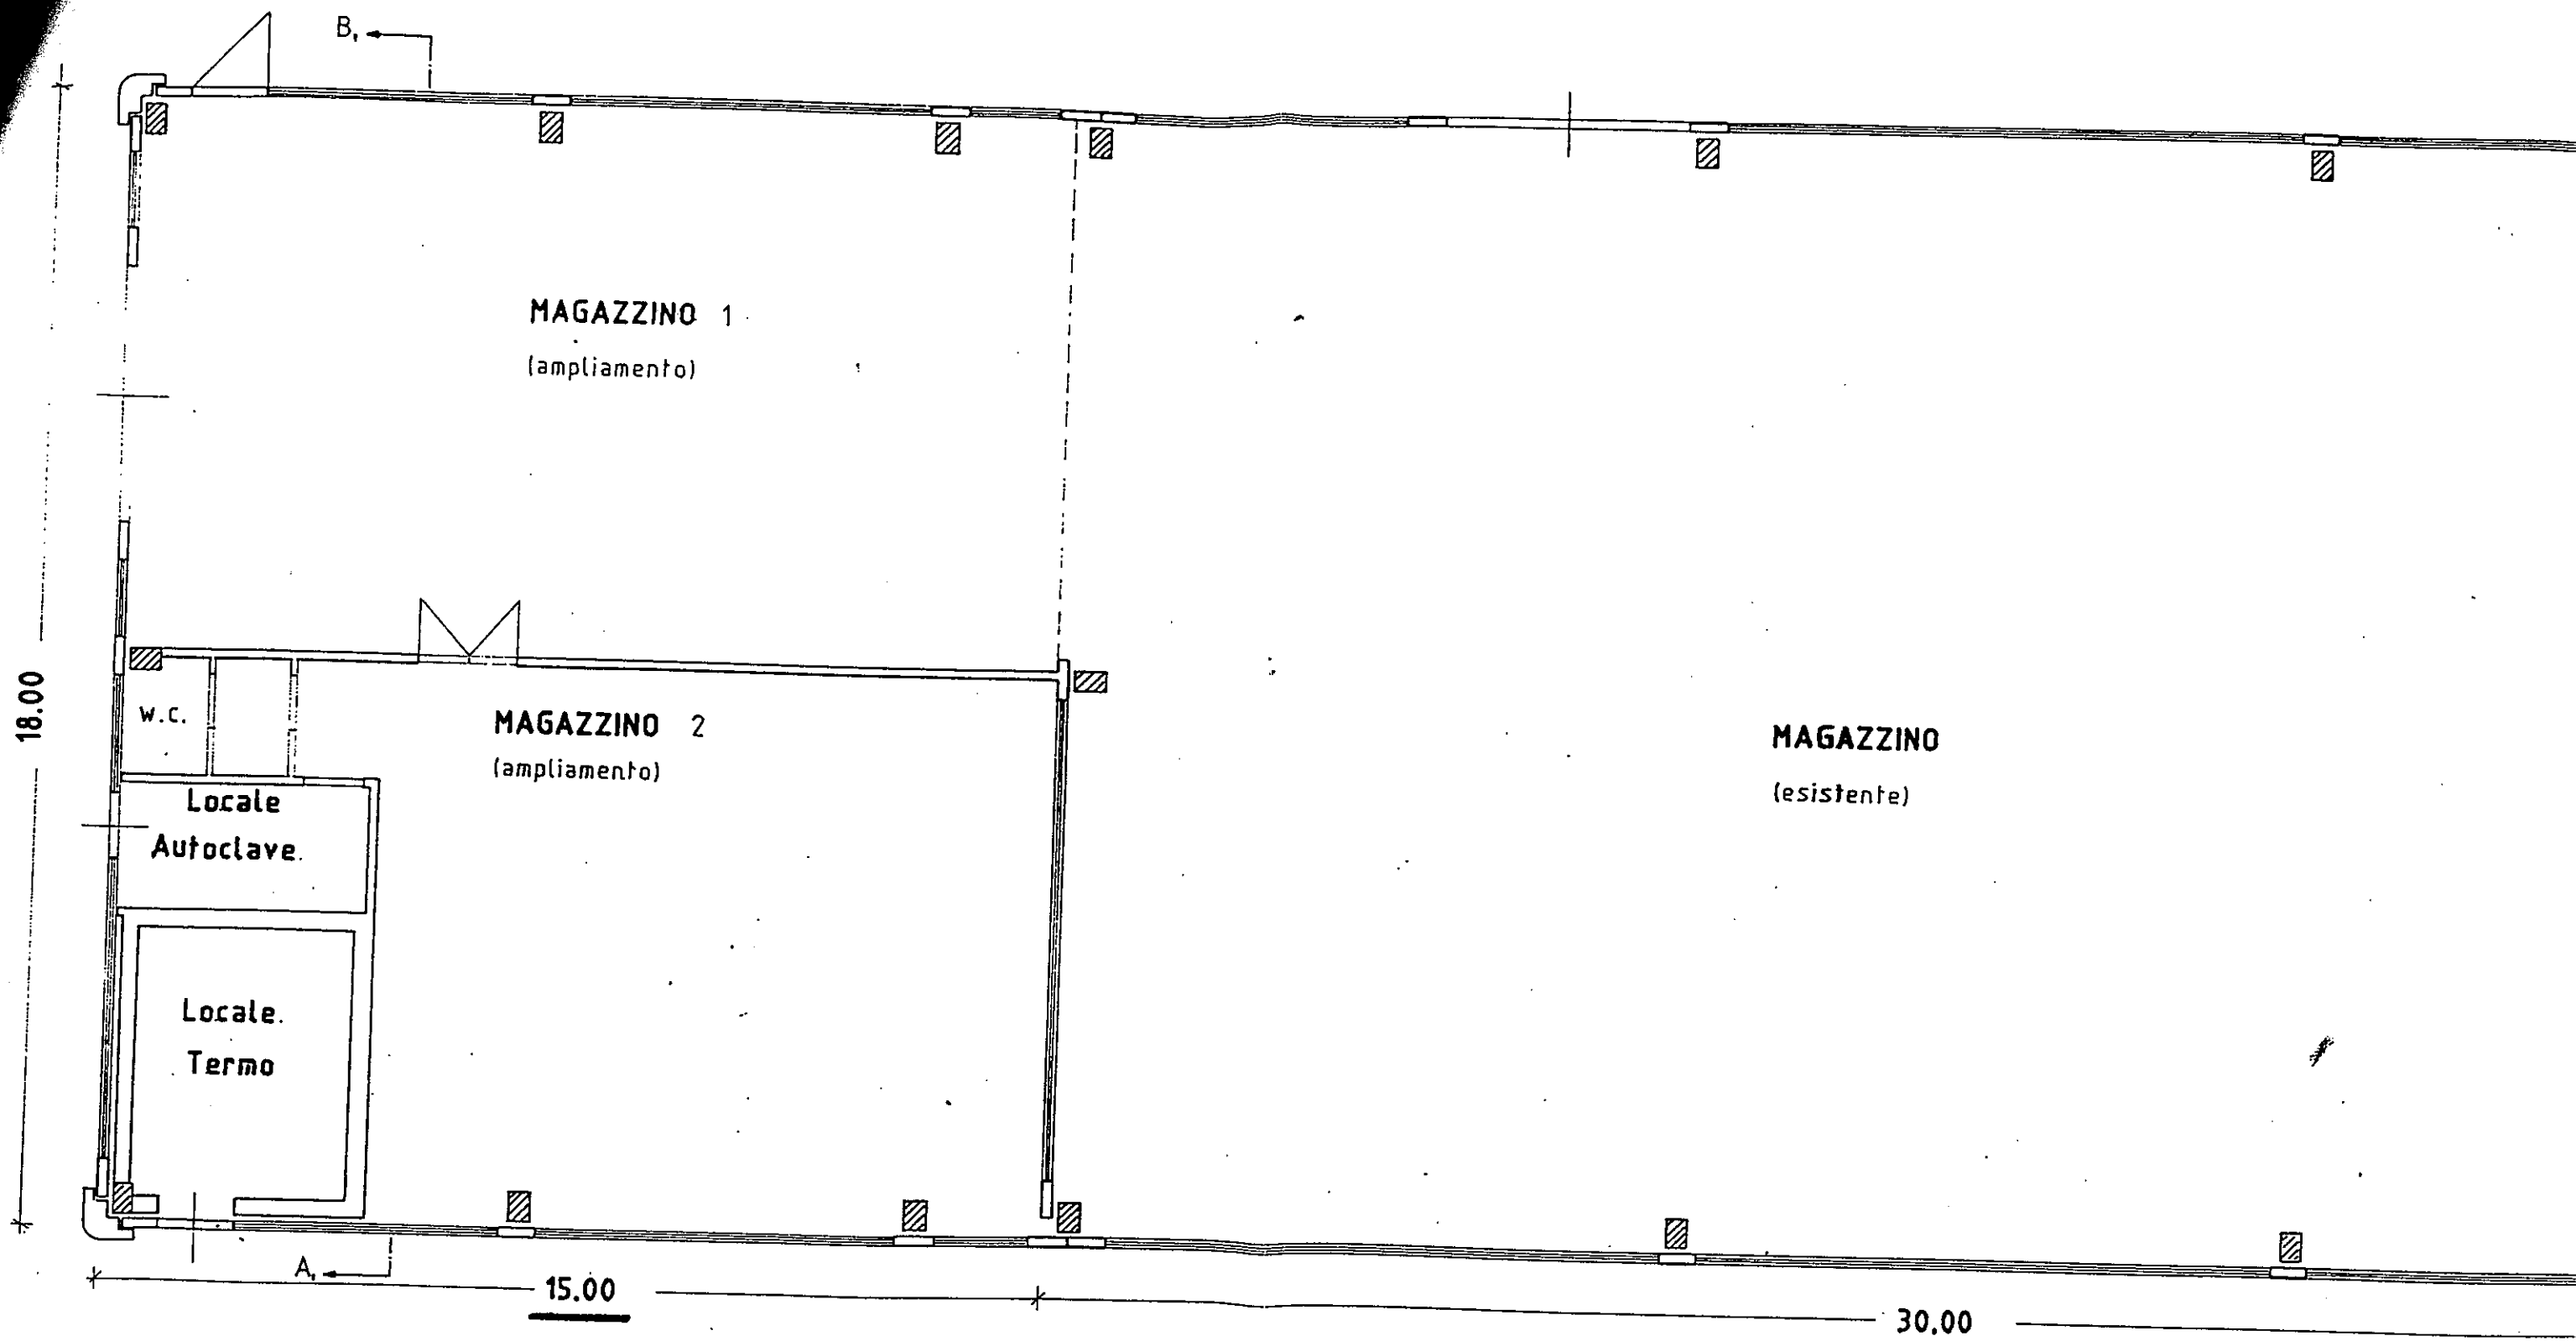 B,
MAGAZZINO 1
(ampliamento)
18.00
W.C.
MAGAZZINO 2
(ampliamento)
MAGAZZINO
(esistente)
Locale
Autoclave.
Locale.
Termo
A,
15.00
30.00